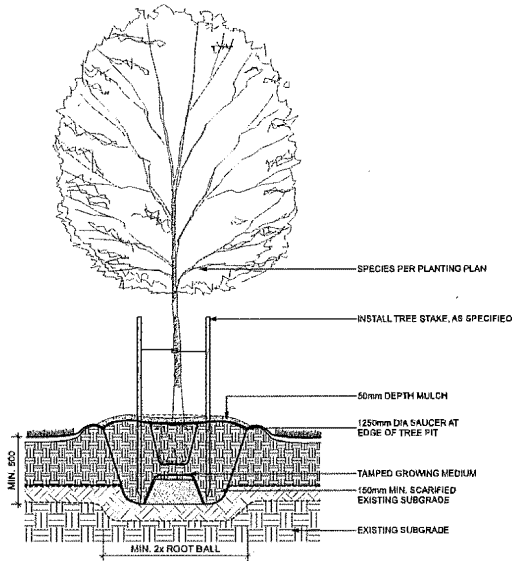 SPECIES PER PLANTING PLAN
INSTALL TREE STAKE, AS SPECIFIED
50mm DEPTH MULCH
1250mm DIA SAUCER AT
EDGE OF TREE PIT
MIN. 500
TAMPED GROWING MEDIUM
150mm MIN. SCARIFIED
EXISTING SUBGRADE
EXISTING SUBGRADE
MIN. 2x ROOT BALL